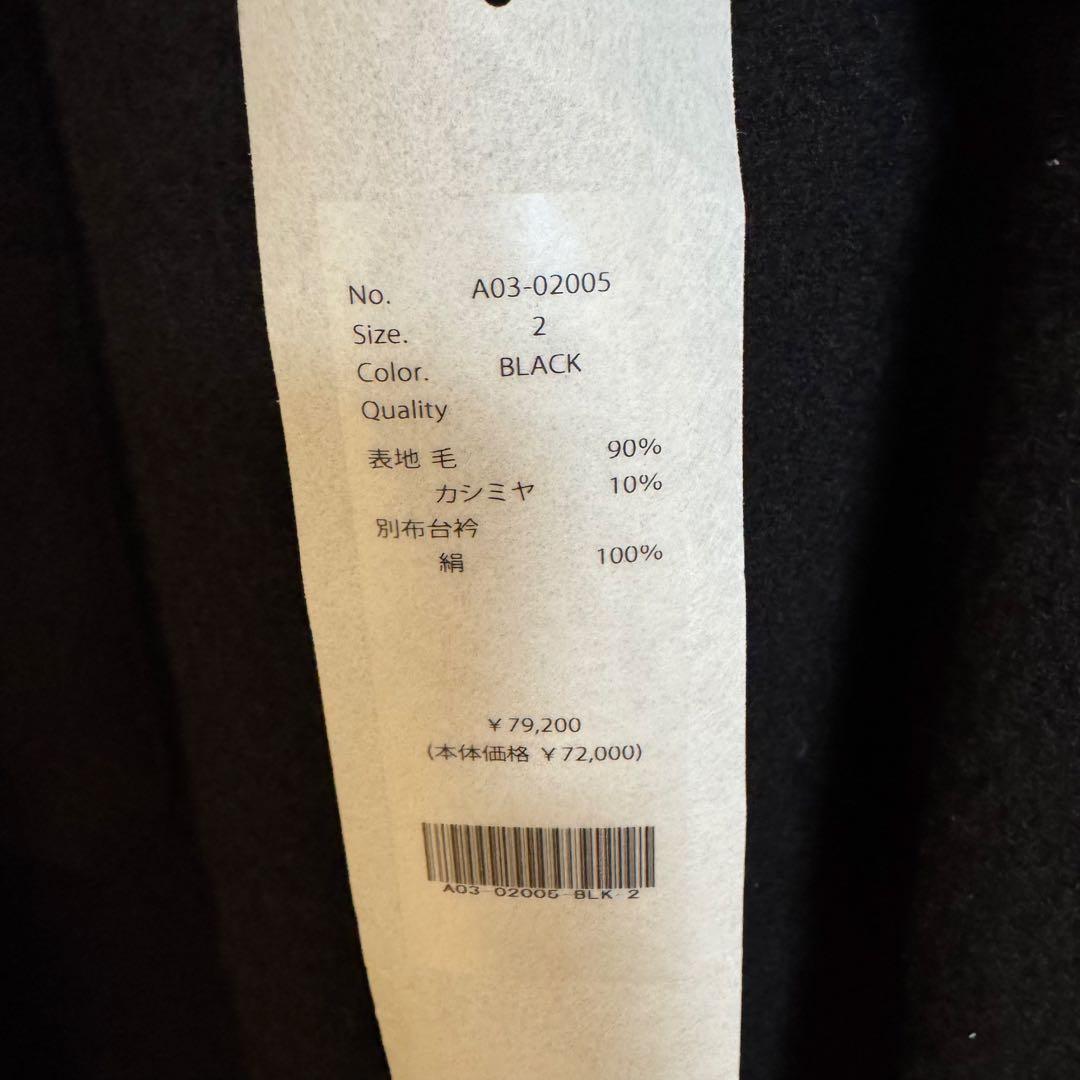 No. A03-02005
Size. 2
Color. BLACK
Quality
表地 毛 90%
カシミヤ 10%
別布台衿
絹 100%
¥79,200
(本体価格 ¥72,000)
A03-02005-BLK-2